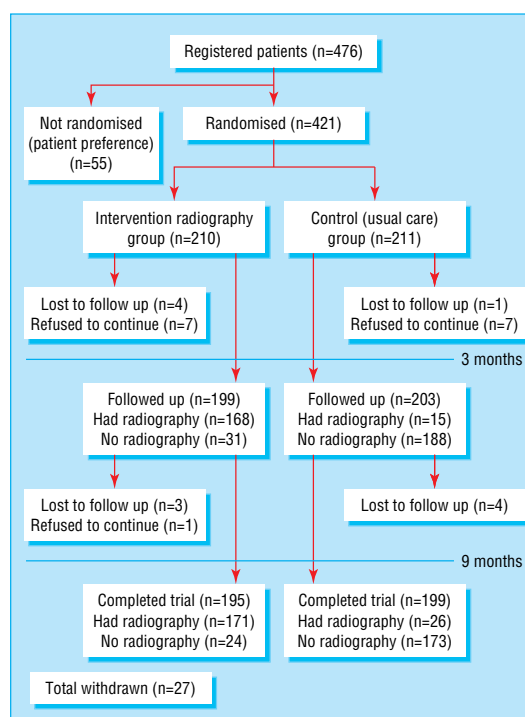 Registered patients (n=476)
Not randomised
(patient preference)
(n=55)
Randomised (n=421)
Intervention radiography
group (n=210)
Control (usual care)
group (n=211)
Lost to follow up (n=4)
Refused to continue (n=7)
Lost to follow up (n=1)
Refused to continue (n=7)
3 months
Followed up (n=199)
Had radiography (n=168)
No radiography (n=31)
Followed up (n=203)
Had radiography (n=15)
No radiography (n=188)
Lost to follow up (n=3)
Refused to continue (n=1)
Lost to follow up (n=4)
9 months
Completed trial (n=195)
Had radiography (n=171)
No radiography (n=24)
Completed trial (n=199)
Had radiography (n=26)
No radiography (n=173)
Total withdrawn (n=27)